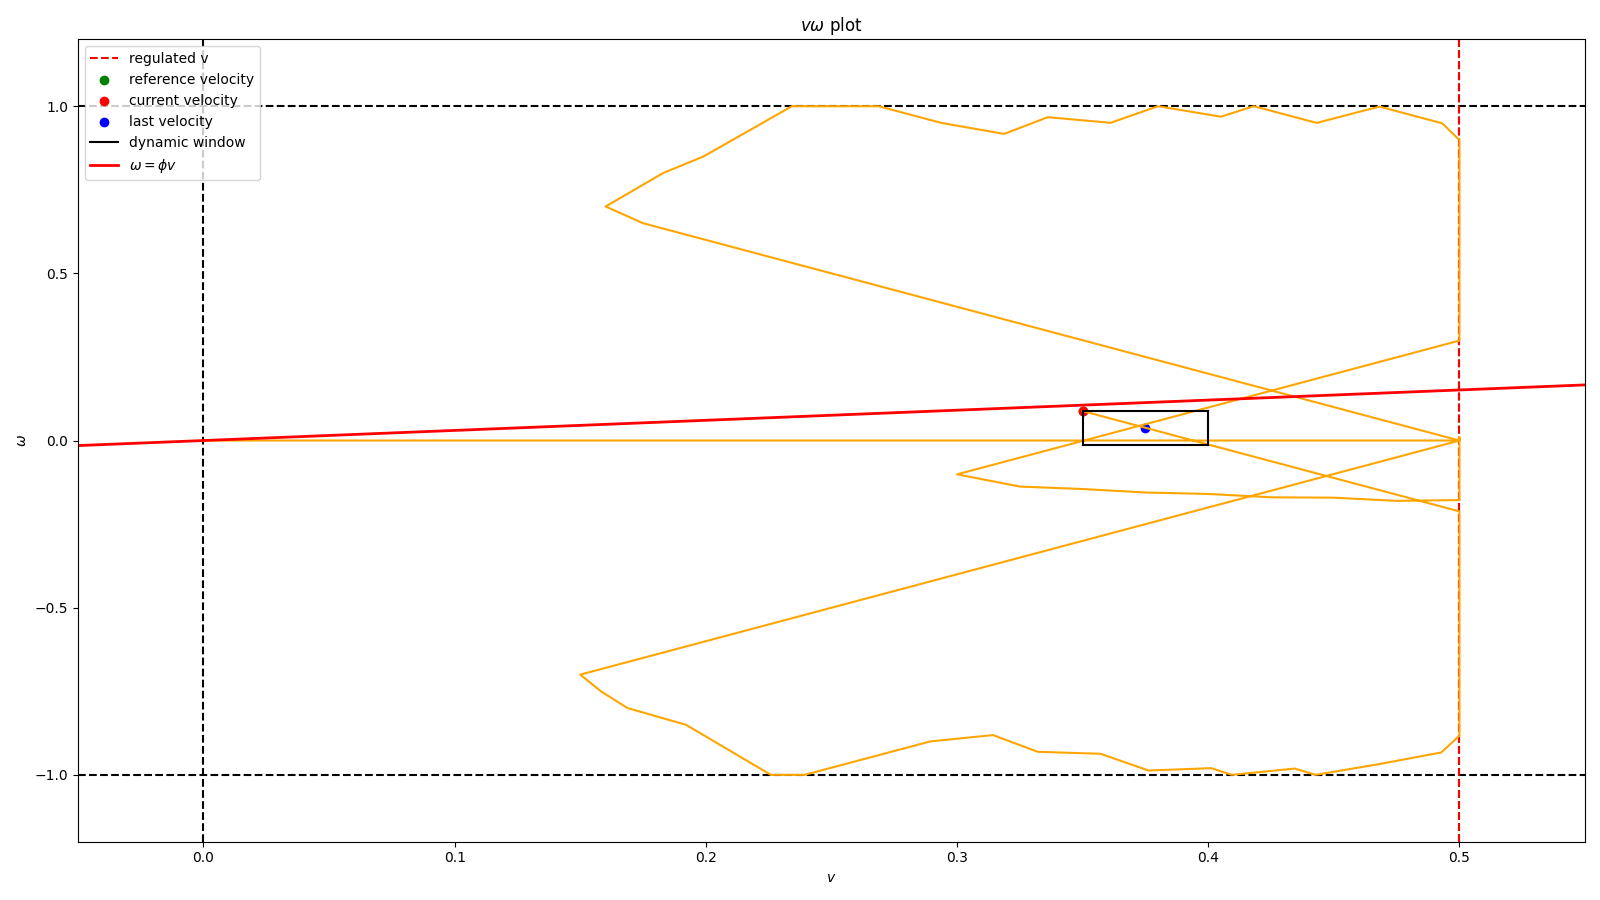 vω plot
regulated v
reference velocity
current velocity
last velocity
dynamic window
ω = ϕv
1.0
0.5
0.0
−0.5
−1.0
ω
0.0 0.1 0.2 0.3 0.4 0.5
v